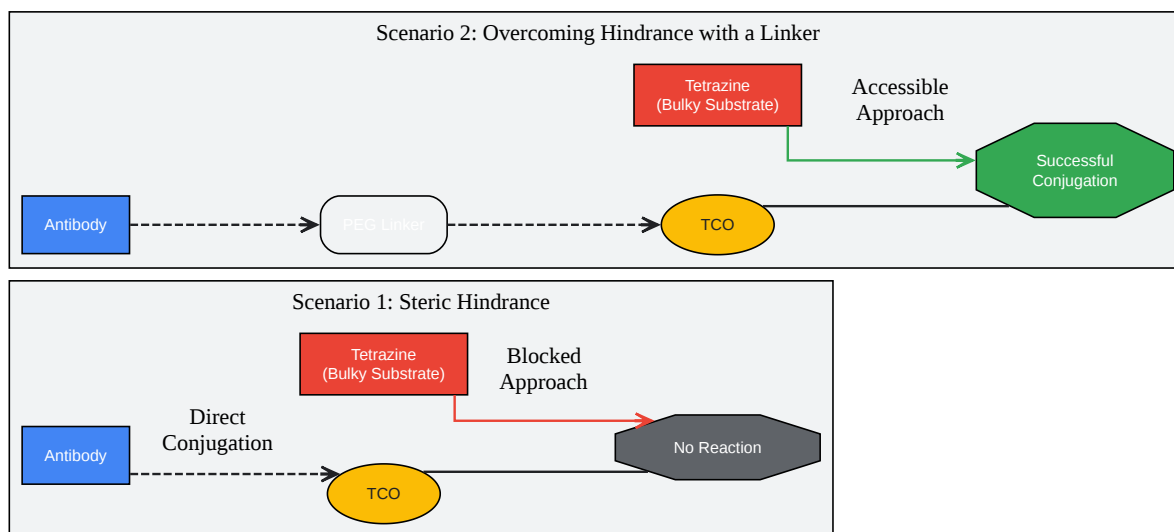 Scenario 2: Overcoming Hindrance with a Linker
Tetrazine
(Bulky Substrate)
Accessible
Approach
Successful
Conjugation
Antibody
PEG Linker
TCO
Scenario 1: Steric Hindrance
Tetrazine
(Bulky Substrate)
Blocked
Approach
Direct
Conjugation
No Reaction
Antibody
TCO